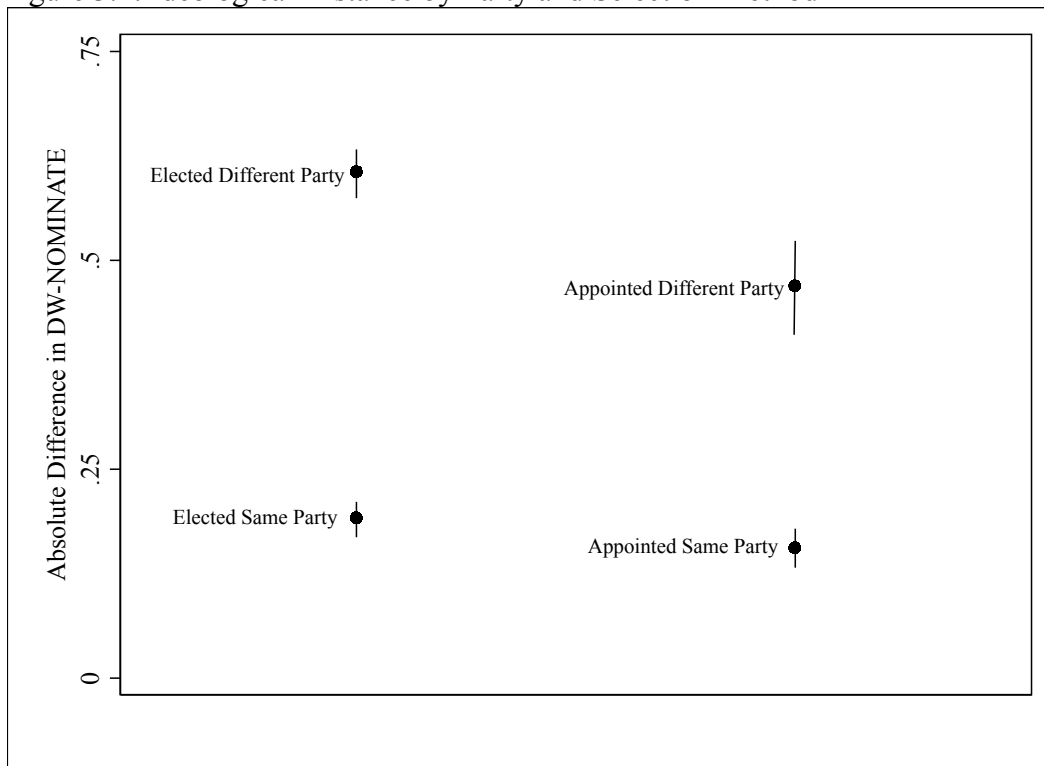 .75
Elected Different Party
.5
Appointed Different Party
Absolute Difference in DW-NOMINATE
.25
Elected Same Party
Appointed Same Party
0